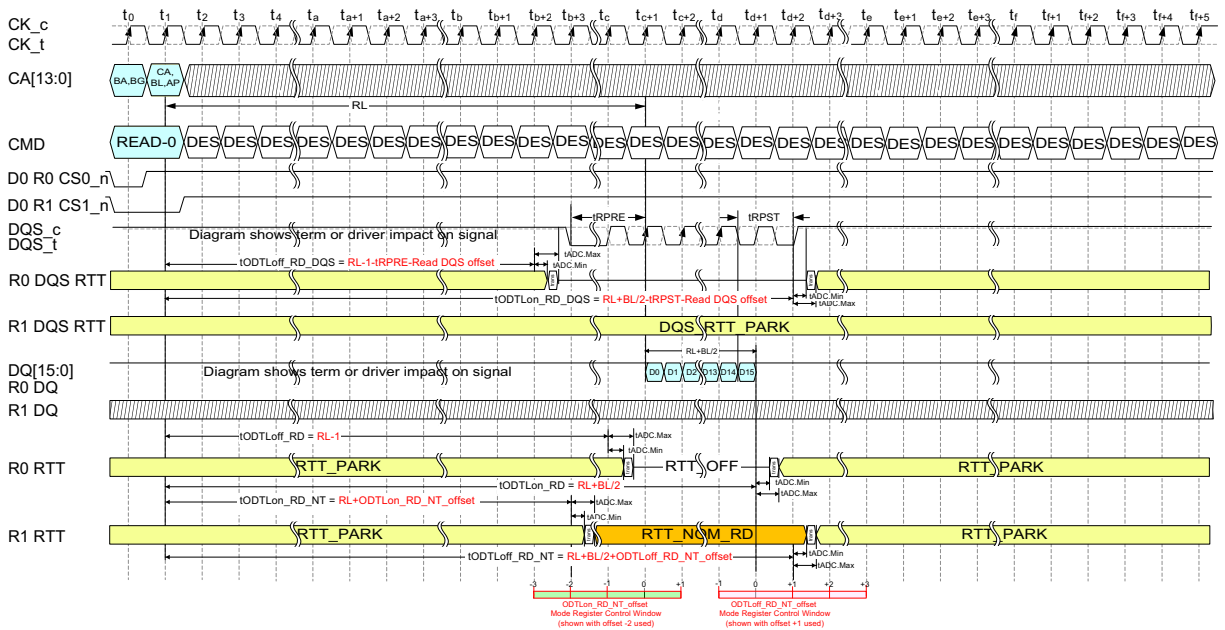 t0 t1 t2 t3 t4 ta ta+1 ta+2 ta+3 tb tb+1 tb+2 tb+3 tc tc+1 tc+2 td td+1 td+2 td+3 te te+1 te+2 te+3 tf tf+1 tf+2 tf+3 tf+4 tf+5
CK_c
CK_t
CA[13:0] BA,BG CA, BL,AP
RL
CMD READ-0 DES DES DES DES DES DES DES DES DES DES DES DES DES DES DES DES DES DES DES DES DES DES DES DES DES DES DES DES
D0 R0 CS0_n
D0 R1 CS1_n
tRPRE tRPST
DQS_c
DQS_t
Diagram shows term or driver impact on signal
tADC.Max
tADC.Min
tODTLoff_RD_DQS = RL-1-tRPRE-Read DQS offset
R0 DQS RTT trans trans
tODTLon_RD_DQS = RL+BL/2-tRPST-Read DQS offset
tADC.Min
tADC.Max
R1 DQS RTT DQS_RTT_PARK
RL+BL/2
DQ[15:0]
R0 DQ
Diagram shows term or driver impact on signal
D0 D1 D2 D13 D14 D15
R1 DQ
tODTLoff_RD = RL-1
tADC.Max
tADC.Min
R0 RTT RTT_PARK trans RTT_OFF trans RTT_PARK
tODTLon_RD = RL+BL/2
tADC.Min
tADC.Max
tODTLon_RD_NT = RL+ODTLon_RD_NT_offset
tADC.Max
tADC.Min
R1 RTT RTT_PARK trans RTT_NOM_RD trans RTT_PARK
tODTLoff_RD_NT = RL+BL/2+ODTLoff_RD_NT_offset
tADC.Min
tADC.Max
-3 -2 -1 0 +1
ODTLon_RD_NT_offset
Mode Register Control Window
(shown with offset -2 used)
-1 0 +1 +2 +3
ODTLoff_RD_NT_offset
Mode Register Control Window
(shown with offset +1 used)